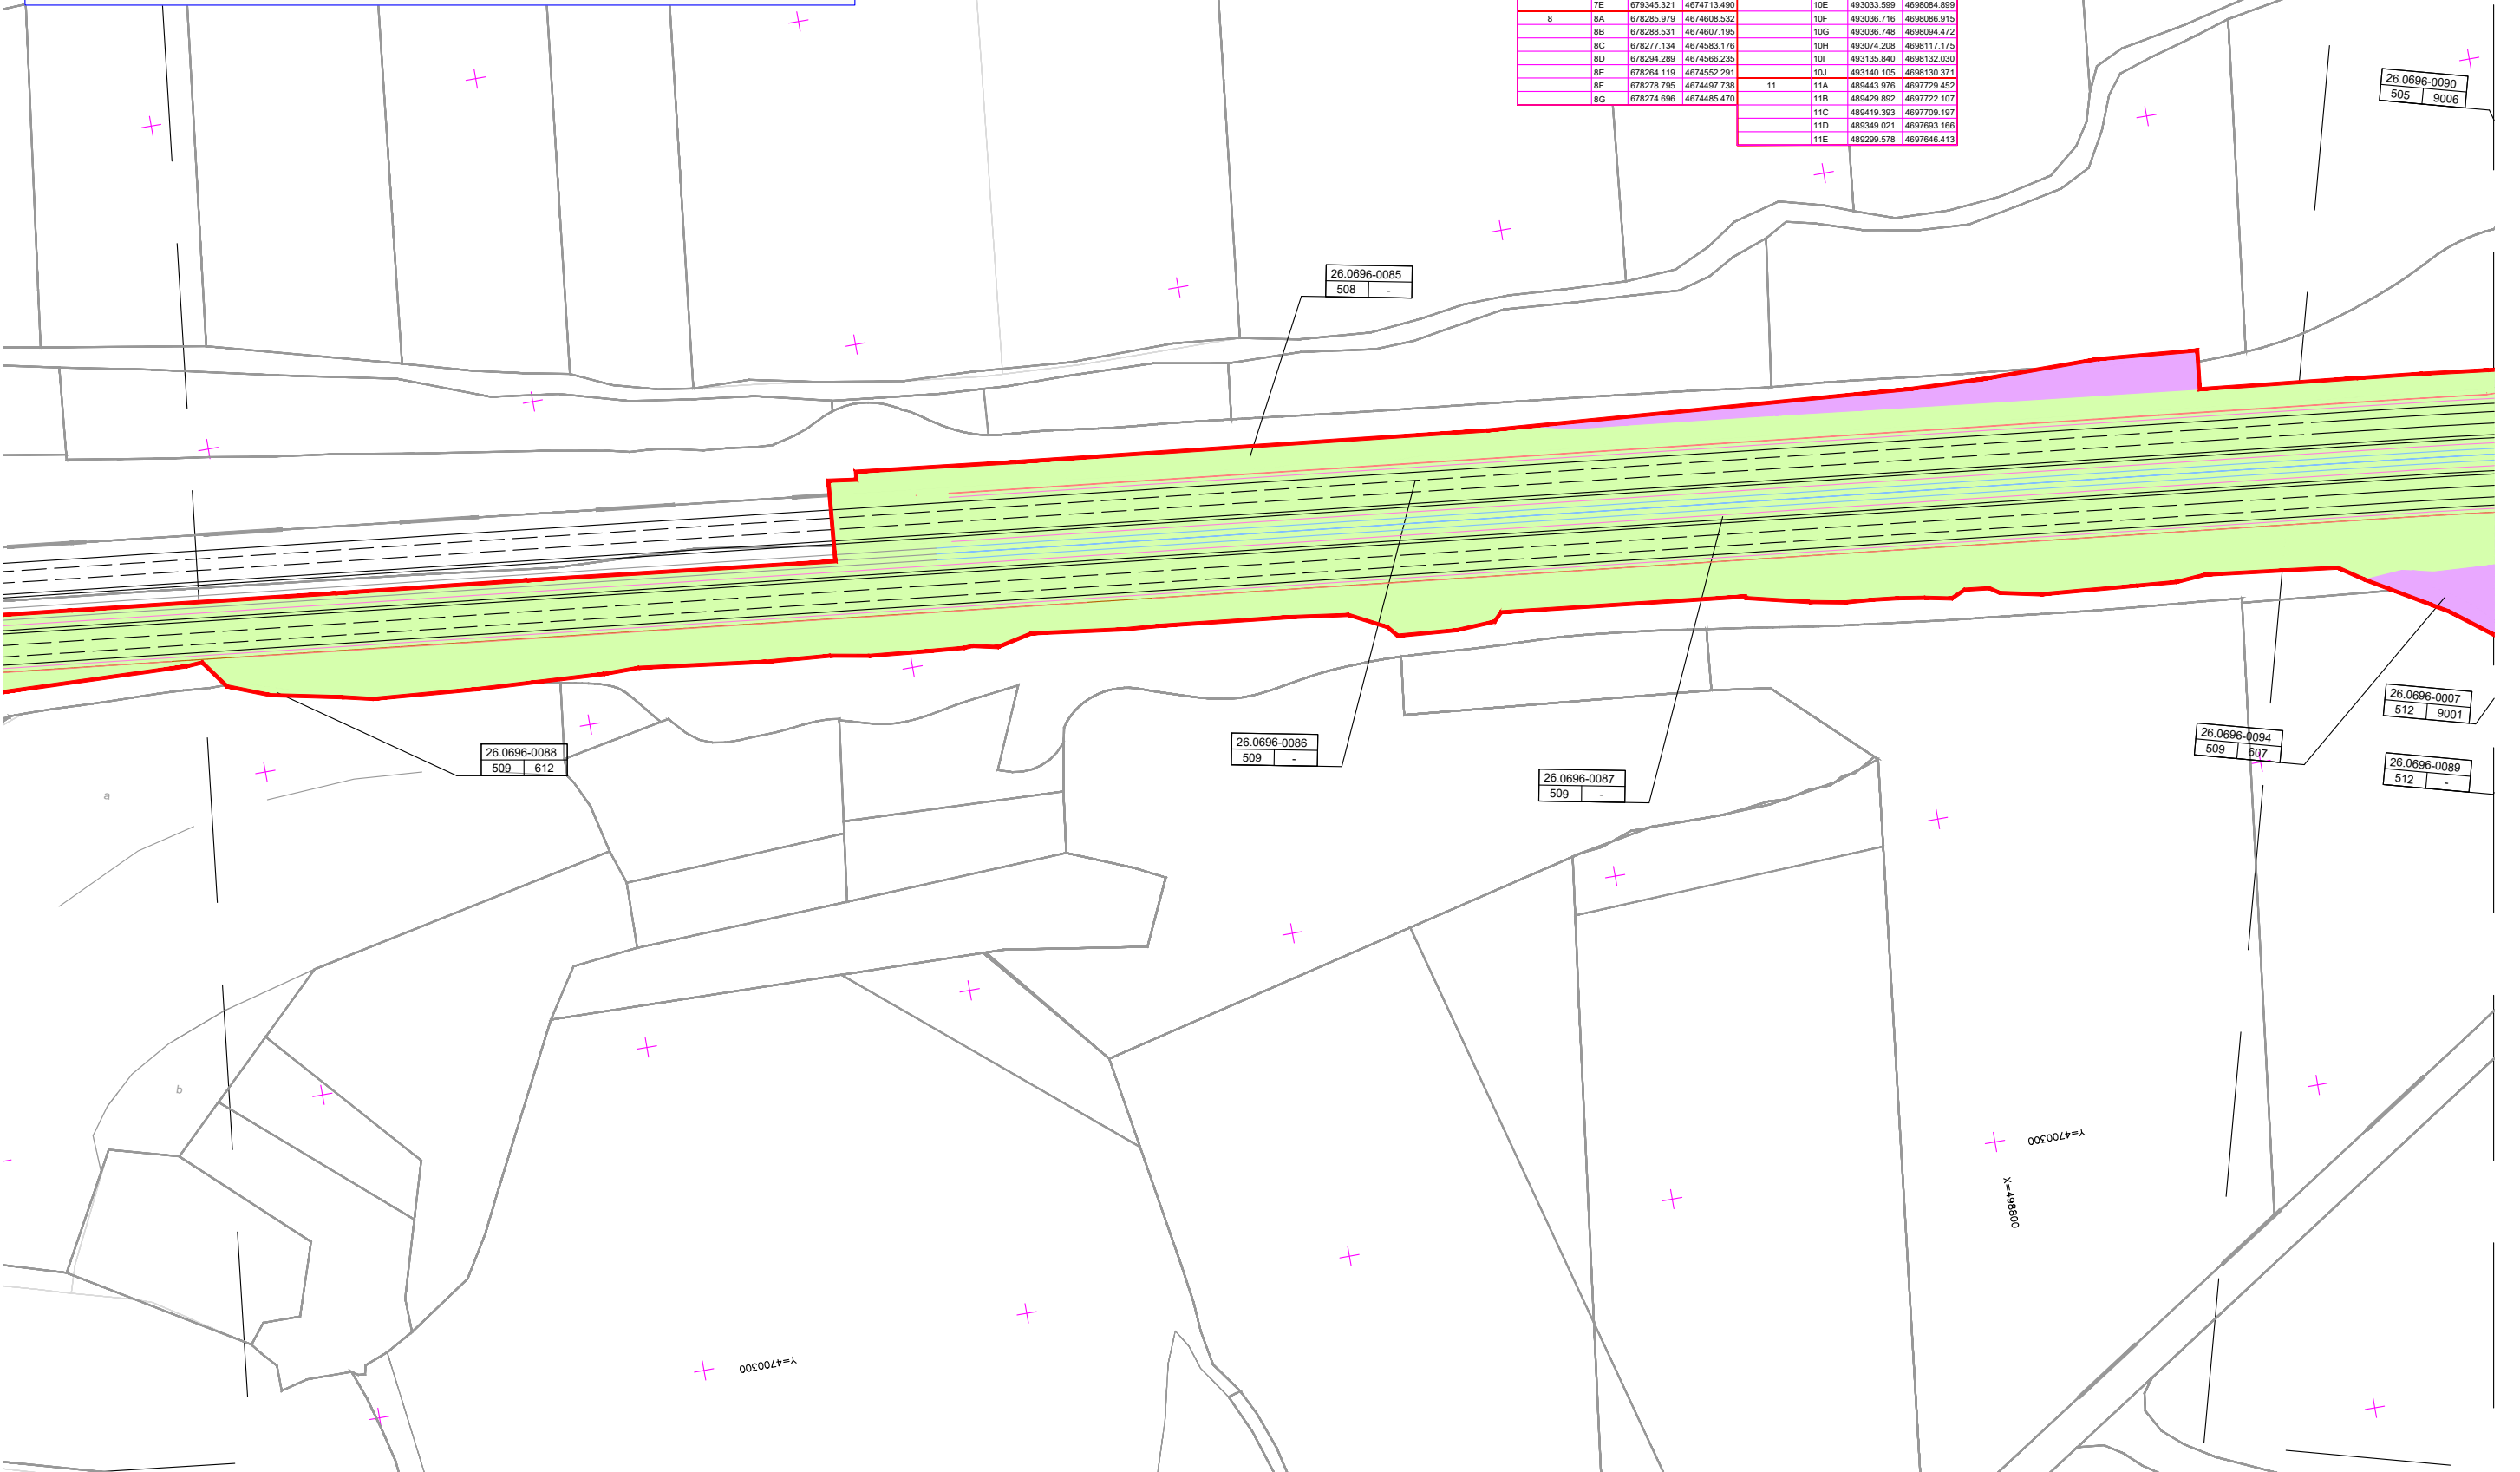 7E 679345.321 4674713.490 10E 493033.599 4698084.899
8 8A 678285.979 4674608.532 10F 493036.716 4698086.915
8B 678288.531 4674607.195 10G 493036.748 4698094.472
8C 678277.134 4674583.176 10H 493074.208 4698117.175
8D 678294.289 4674566.235 10I 493135.840 4698132.030
8E 678264.119 4674552.291 10J 493140.105 4698130.371
8F 678278.795 4674497.738 11 11A 489443.976 4697729.452
8G 678274.696 4674485.470 11B 489429.892 4697722.107
11C 489419.393 4697709.197
11D 489349.021 4697693.166
11E 489299.578 4697646.413
26.0696-0090
505 9006
26.0696-0085
508 -
26.0696-0007
512 9001
26.0696-0094
509 607
26.0696-0088
509 612
26.0696-0086
509 -
26.0696-0087
509 -
26.0696-0089
512 -
a
b
Y=4700300
X=498800
Y=4700300